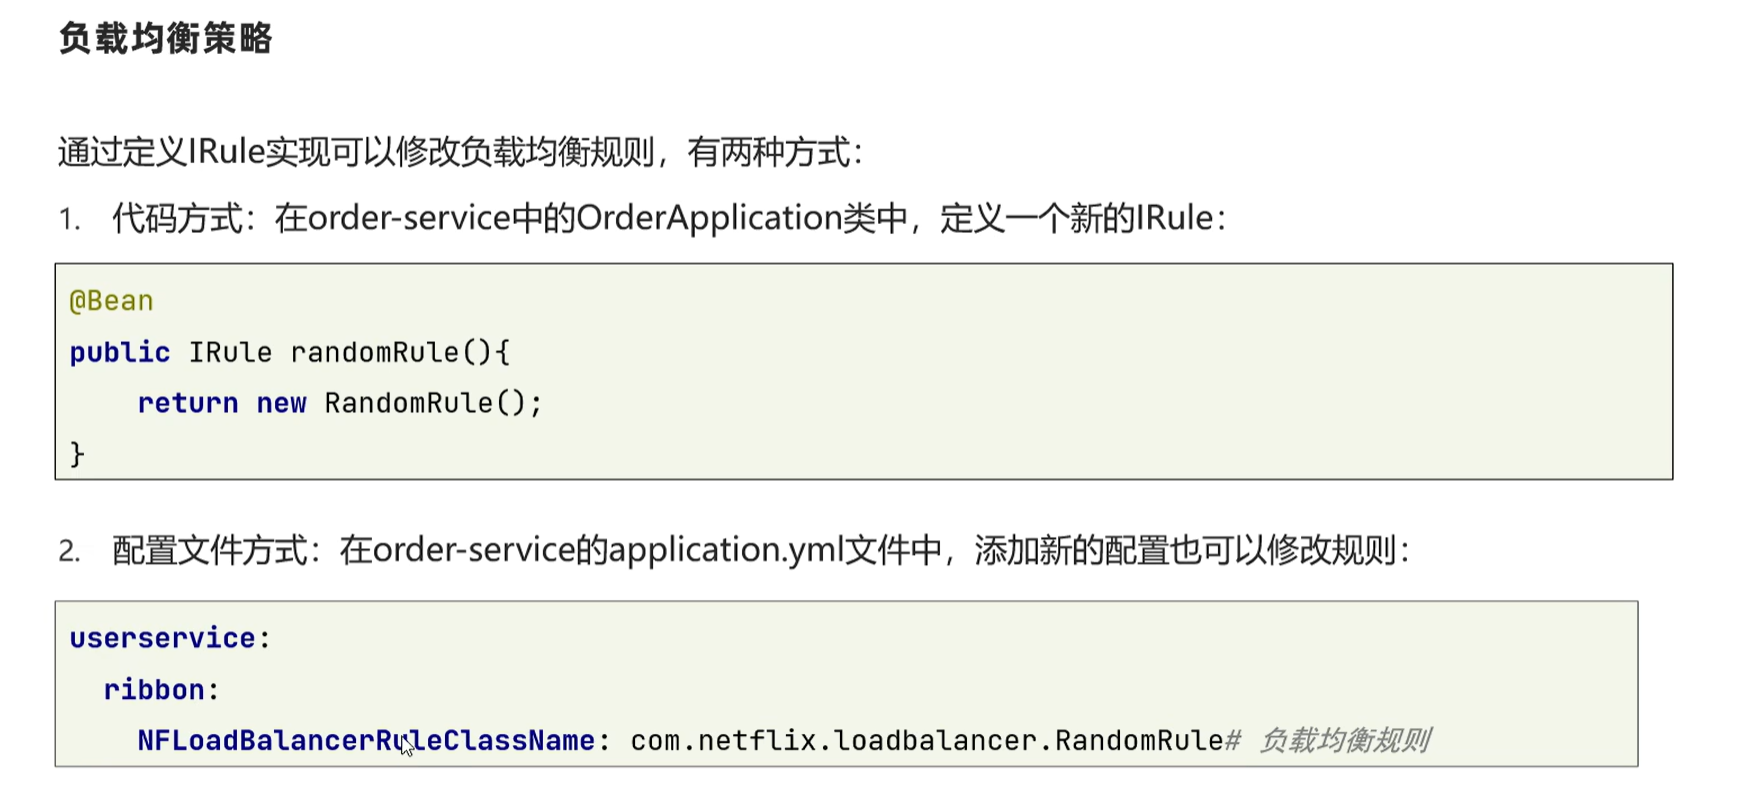 负载均衡策略
通过定义IRule实现可以修改负载均衡规则，有两种方式：
1. 代码方式：在order-service中的OrderApplication类中，定义一个新的IRule：
@Bean
public IRule randomRule(){
    return new RandomRule();
}
2. 配置文件方式：在order-service的application.yml文件中，添加新的配置也可以修改规则：
userservice:
  ribbon:
    NFLoadBalancerRuleClassName: com.netflix.loadbalancer.RandomRule# 负载均衡规则